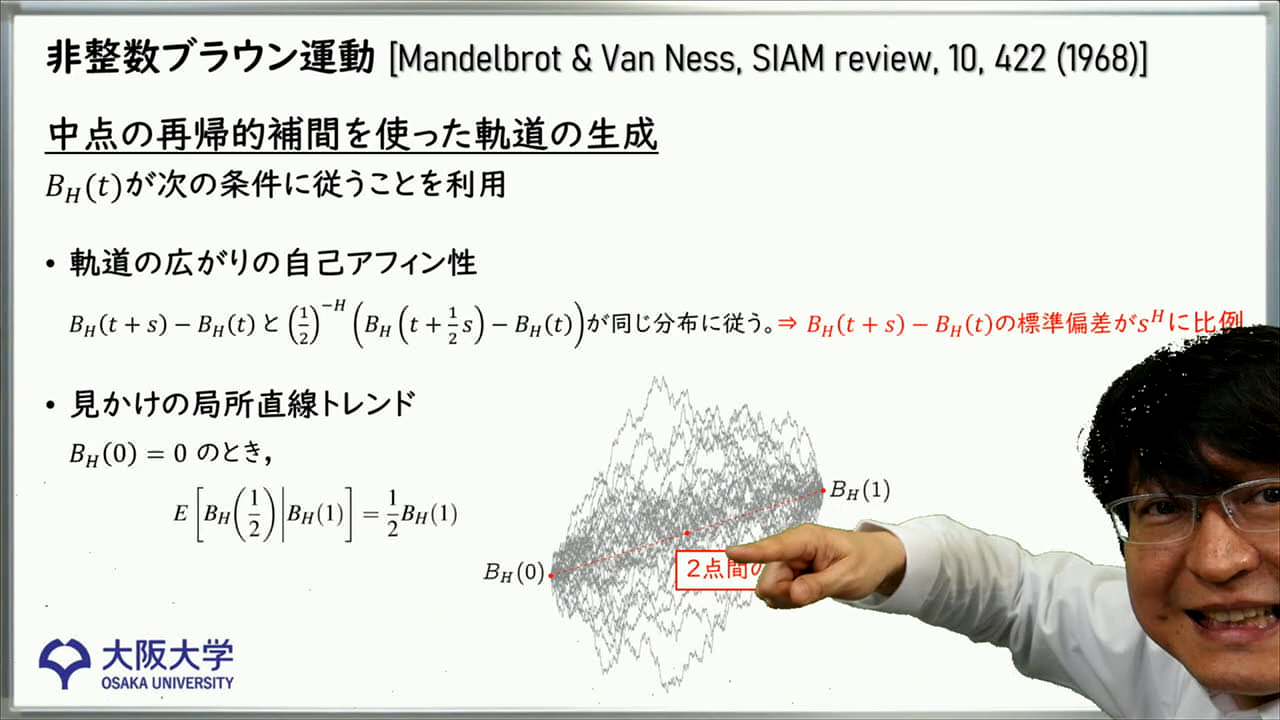 非整数ブラウン運動 [Mandelbrot & Van Ness, SIAM review, 10, 422 (1968)]
中点の再帰的補間を使った軌道の生成
B_H(t)が次の条件に従うことを利用
• 軌道の広がりの自己アフィン性
B_H(t + s) − B_H(t) と (1/2)^{−H} (B_H (t + 1/2 s) − B_H(t))が同じ分布に従う。⇒ B_H(t + s) − B_H(t)の標準偏差がs^Hに比例
• 見かけの局所直線トレンド
B_H(0) = 0 のとき,
E [B_H(1/2) | B_H(1)] = 1/2 B_H(1)
B_H(1)
B_H(0)
2点間の
大阪大学
OSAKA UNIVERSITY